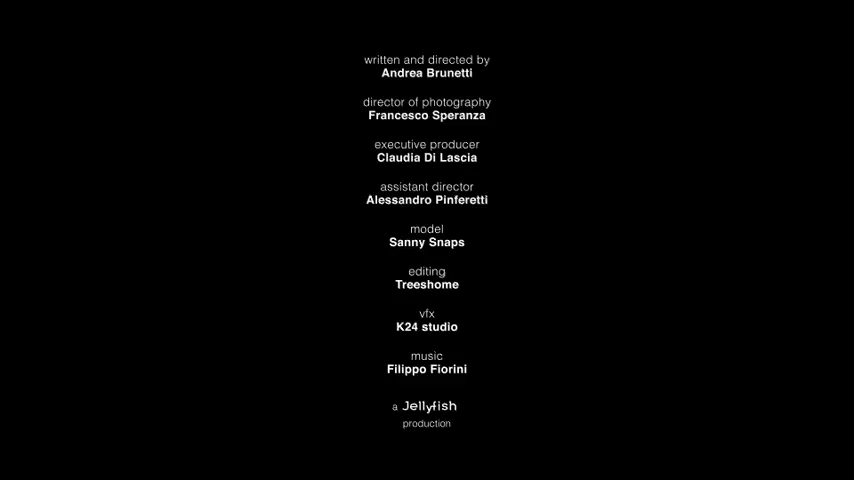 written and directed by
Andrea Brunetti
director of photography
Francesco Speranza
executive producer
Claudia Di Lascia
assistant director
Alessandro Pinferetti
model
Sanny Snaps
editing
Treeshome
vfx
K24 studio
music
Filippo Fiorini
a Jellyfish
production